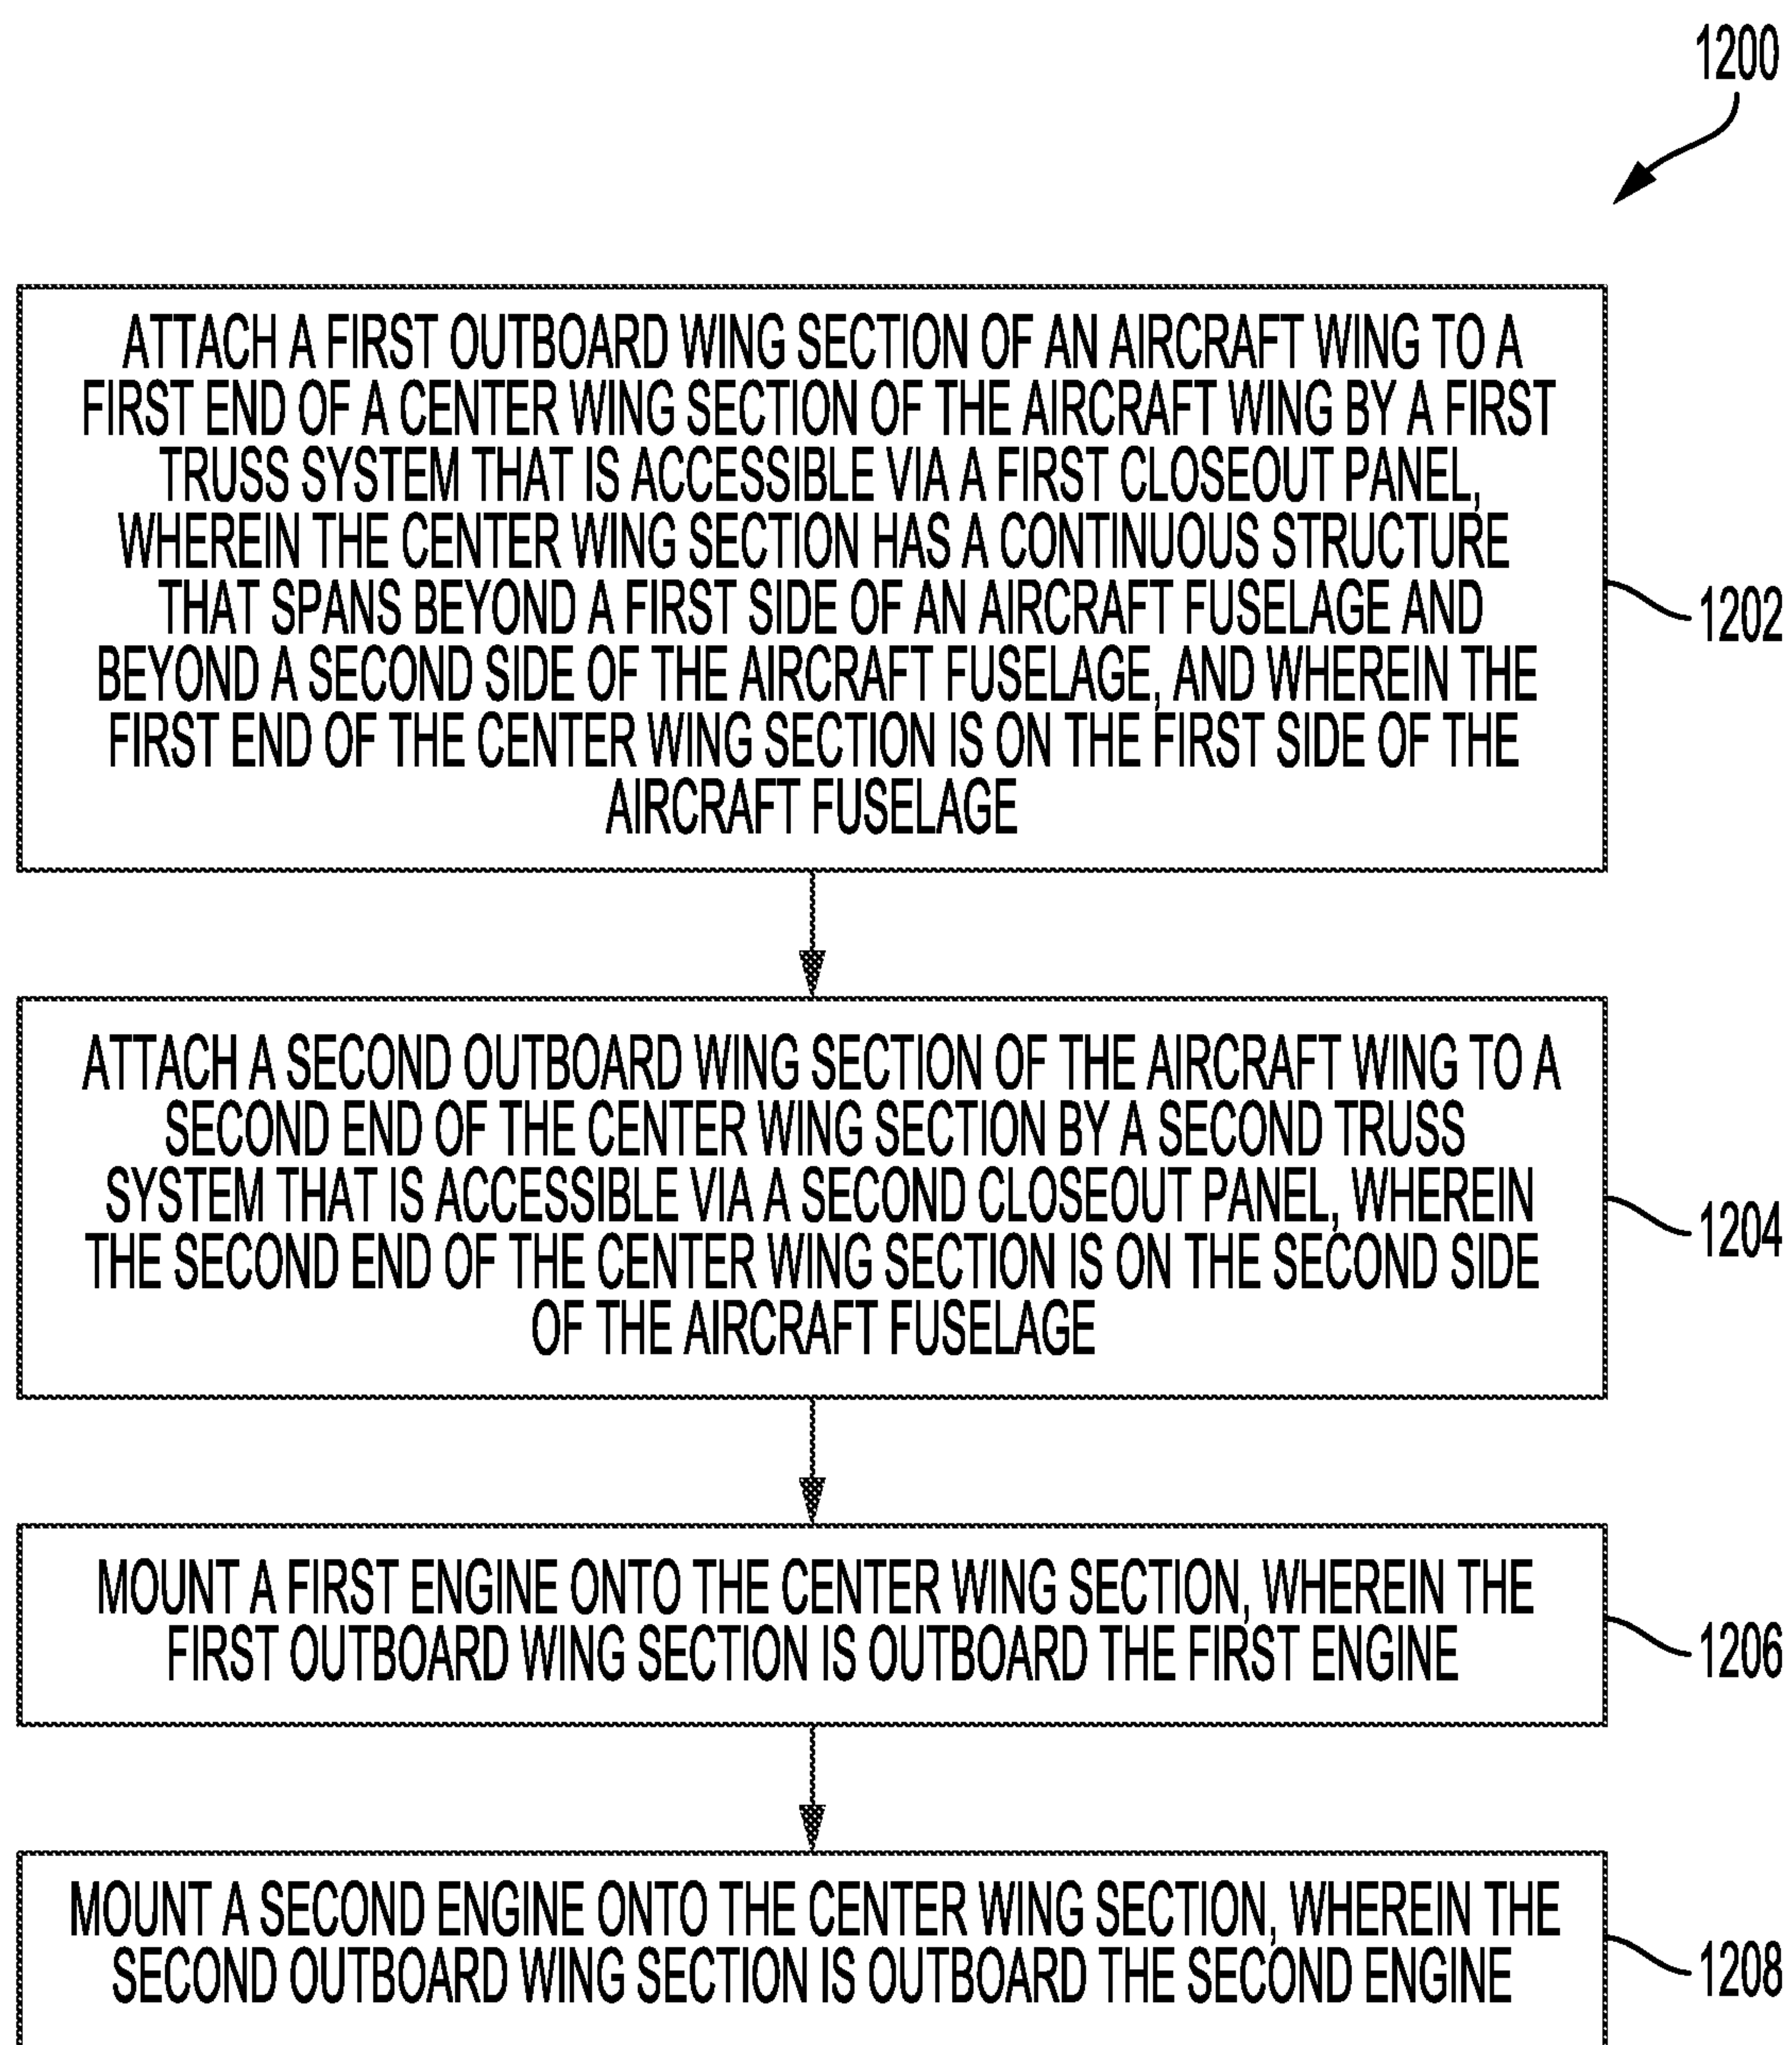 1200
ATTACH A FIRST OUTBOARD WING SECTION OF AN AIRCRAFT WING TO A
FIRST END OF A CENTER WING SECTION OF THE AIRCRAFT WING BY A FIRST
TRUSS SYSTEM THAT IS ACCESSIBLE VIA A FIRST CLOSEOUT PANEL,
WHEREIN THE CENTER WING SECTION HAS A CONTINUOUS STRUCTURE
THAT SPANS BEYOND A FIRST SIDE OF AN AIRCRAFT FUSELAGE AND
BEYOND A SECOND SIDE OF THE AIRCRAFT FUSELAGE, AND WHEREIN THE
FIRST END OF THE CENTER WING SECTION IS ON THE FIRST SIDE OF THE
AIRCRAFT FUSELAGE
1202
ATTACH A SECOND OUTBOARD WING SECTION OF THE AIRCRAFT WING TO A
SECOND END OF THE CENTER WING SECTION BY A SECOND TRUSS
SYSTEM THAT IS ACCESSIBLE VIA A SECOND CLOSEOUT PANEL, WHEREIN
THE SECOND END OF THE CENTER WING SECTION IS ON THE SECOND SIDE
OF THE AIRCRAFT FUSELAGE
1204
MOUNT A FIRST ENGINE ONTO THE CENTER WING SECTION, WHEREIN THE
FIRST OUTBOARD WING SECTION IS OUTBOARD THE FIRST ENGINE
1206
MOUNT A SECOND ENGINE ONTO THE CENTER WING SECTION, WHEREIN THE
SECOND OUTBOARD WING SECTION IS OUTBOARD THE SECOND ENGINE
1208